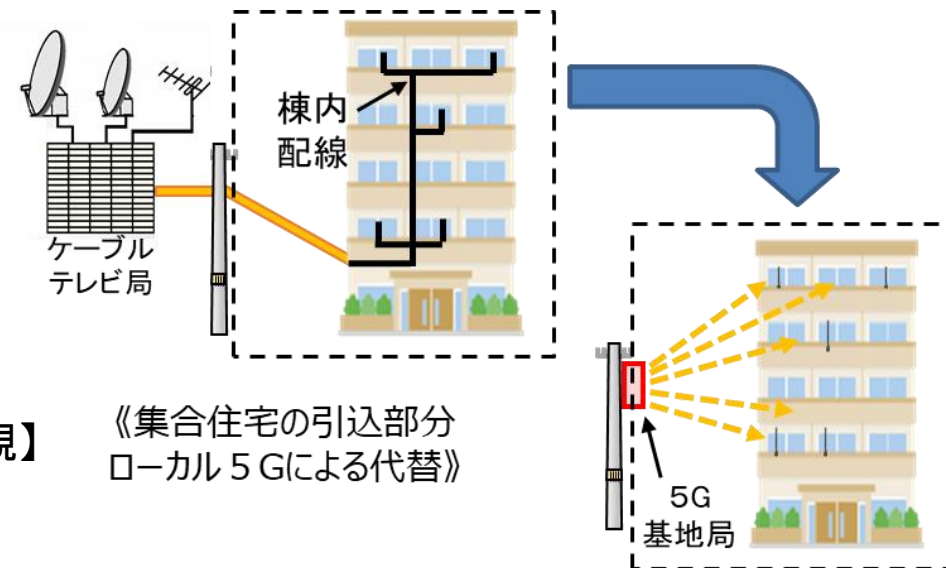 棟内
配線
ケーブル
テレビ局
見】
《集合住宅の引込部分
ローカル５Gによる代替》
5G
基地局